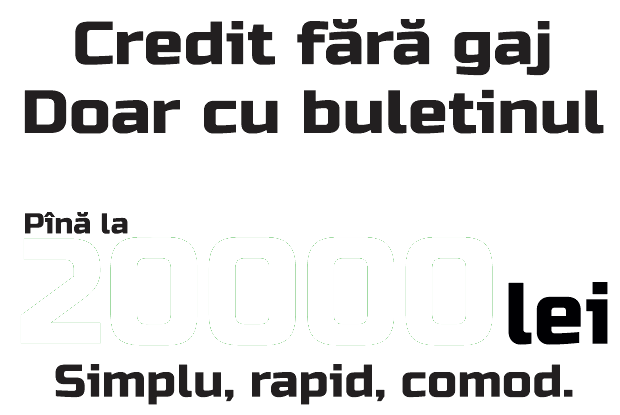 Credit fără gaj
Doar cu buletinul
Pînă la
20000 lei
Simplu, rapid, comod.